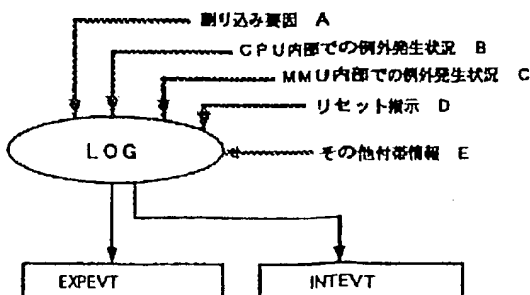 割り込み要因 A
CPU内部での例外発生状況 B
MMU内部での例外発生状況 C
リセット指示 D
LOG
その他付帯情報 E
EXPEVT
INTEVT